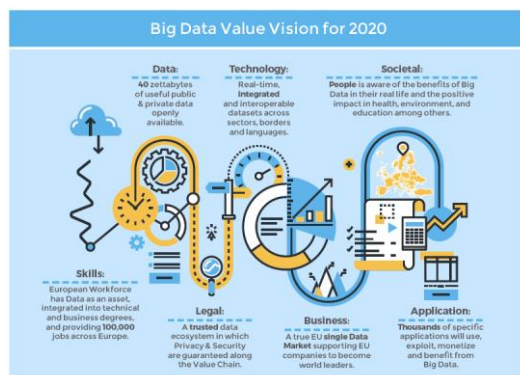 Big Data Value Vision for 2020
Data:
40 zettabytes
of useful public
& private data
openly
available.
Technology:
Real-time,
Integrated
and interoperable
datasets across
sectors, borders
and languages.
Societal:
People is aware of the benefits of Big
Data in their real life and the positive
impact in health, environment, and
education among others.
Skills:
European Workforce
has Data as an asset,
integrated into technical
and business degrees,
and providing 100,000
jobs across Europe.
Legal:
A trusted data
ecosystem in which
Privacy & Security
are guaranteed along
the Value Chain.
Business:
A true EU single Data
Market supporting EU
companies to become
world leaders.
Application:
Thousands of specific
applications will use,
exploit, monetize
and benefit from
Big Data.